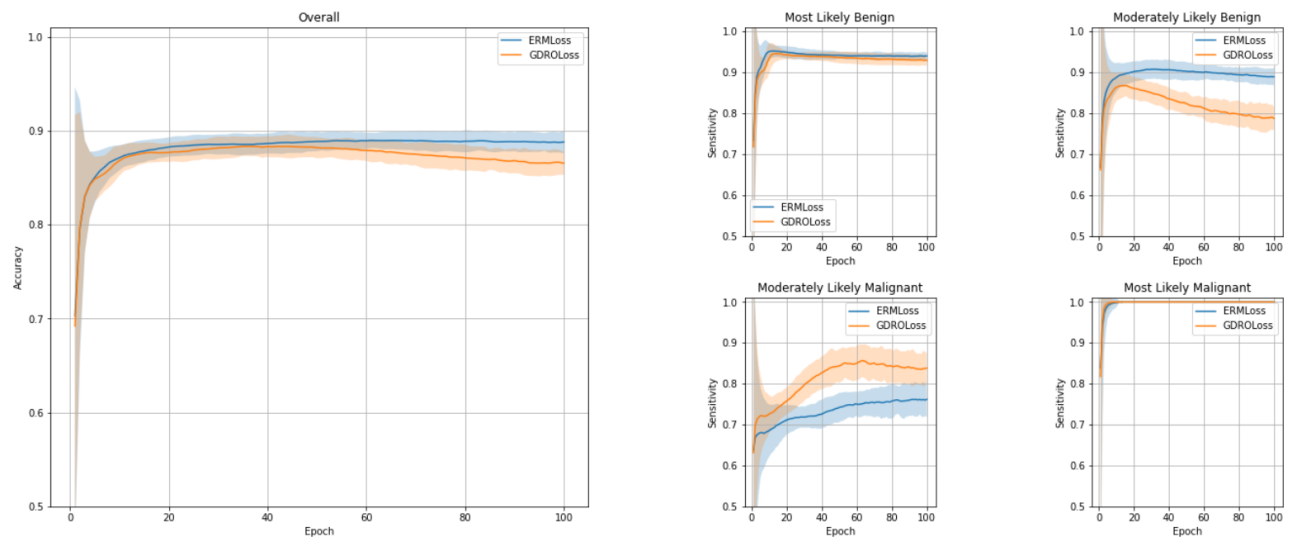 Overall
1.0
0.9
0.8
0.7
0.6
0.5
Accuracy
0 20 40 60 80 100
Epoch
ERMLoss
GDROLoss
Most Likely Benign
1.0
0.9
0.8
0.7
0.6
0.5
Sensitivity
0 20 40 60 80 100
Epoch
ERMLoss
GDROLoss
Moderately Likely Benign
1.0
0.9
0.8
0.7
0.6
0.5
Sensitivity
0 20 40 60 80 100
Epoch
ERMLoss
GDROLoss
Moderately Likely Malignant
1.0
0.9
0.8
0.7
0.6
0.5
Sensitivity
0 20 40 60 80 100
Epoch
ERMLoss
GDROLoss
Most Likely Malignant
1.0
0.9
0.8
0.7
0.6
0.5
Sensitivity
0 20 40 60 80 100
Epoch
ERMLoss
GDROLoss